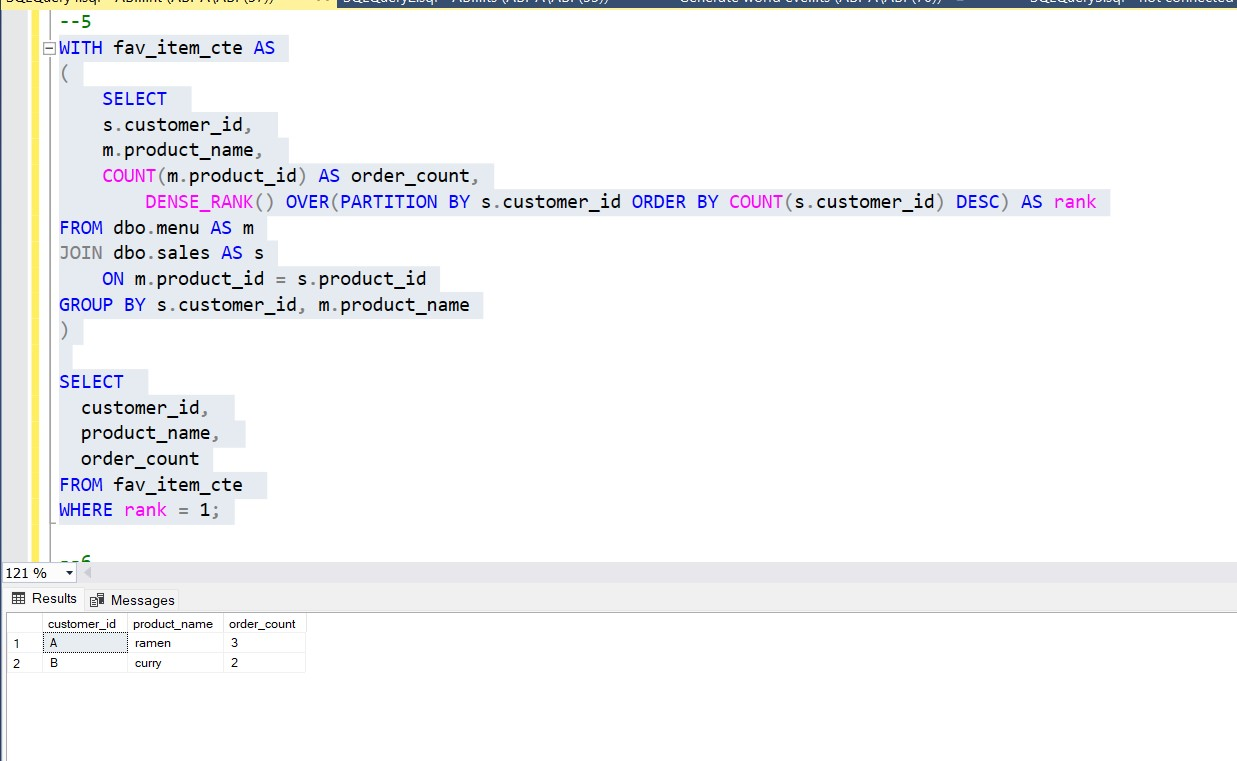 --5
WITH fav_item_cte AS
(
SELECT
s.customer_id,
m.product_name,
COUNT(m.product_id) AS order_count,
DENSE_RANK() OVER(PARTITION BY s.customer_id ORDER BY COUNT(s.customer_id) DESC) AS rank
FROM dbo.menu AS m
JOIN dbo.sales AS s
ON m.product_id = s.product_id
GROUP BY s.customer_id, m.product_name
)
SELECT
customer_id,
product_name,
order_count
FROM fav_item_cte
WHERE rank = 1;
--6
121 %
Results Messages
customer_id product_name order_count
1 A ramen 3
2 B curry 2